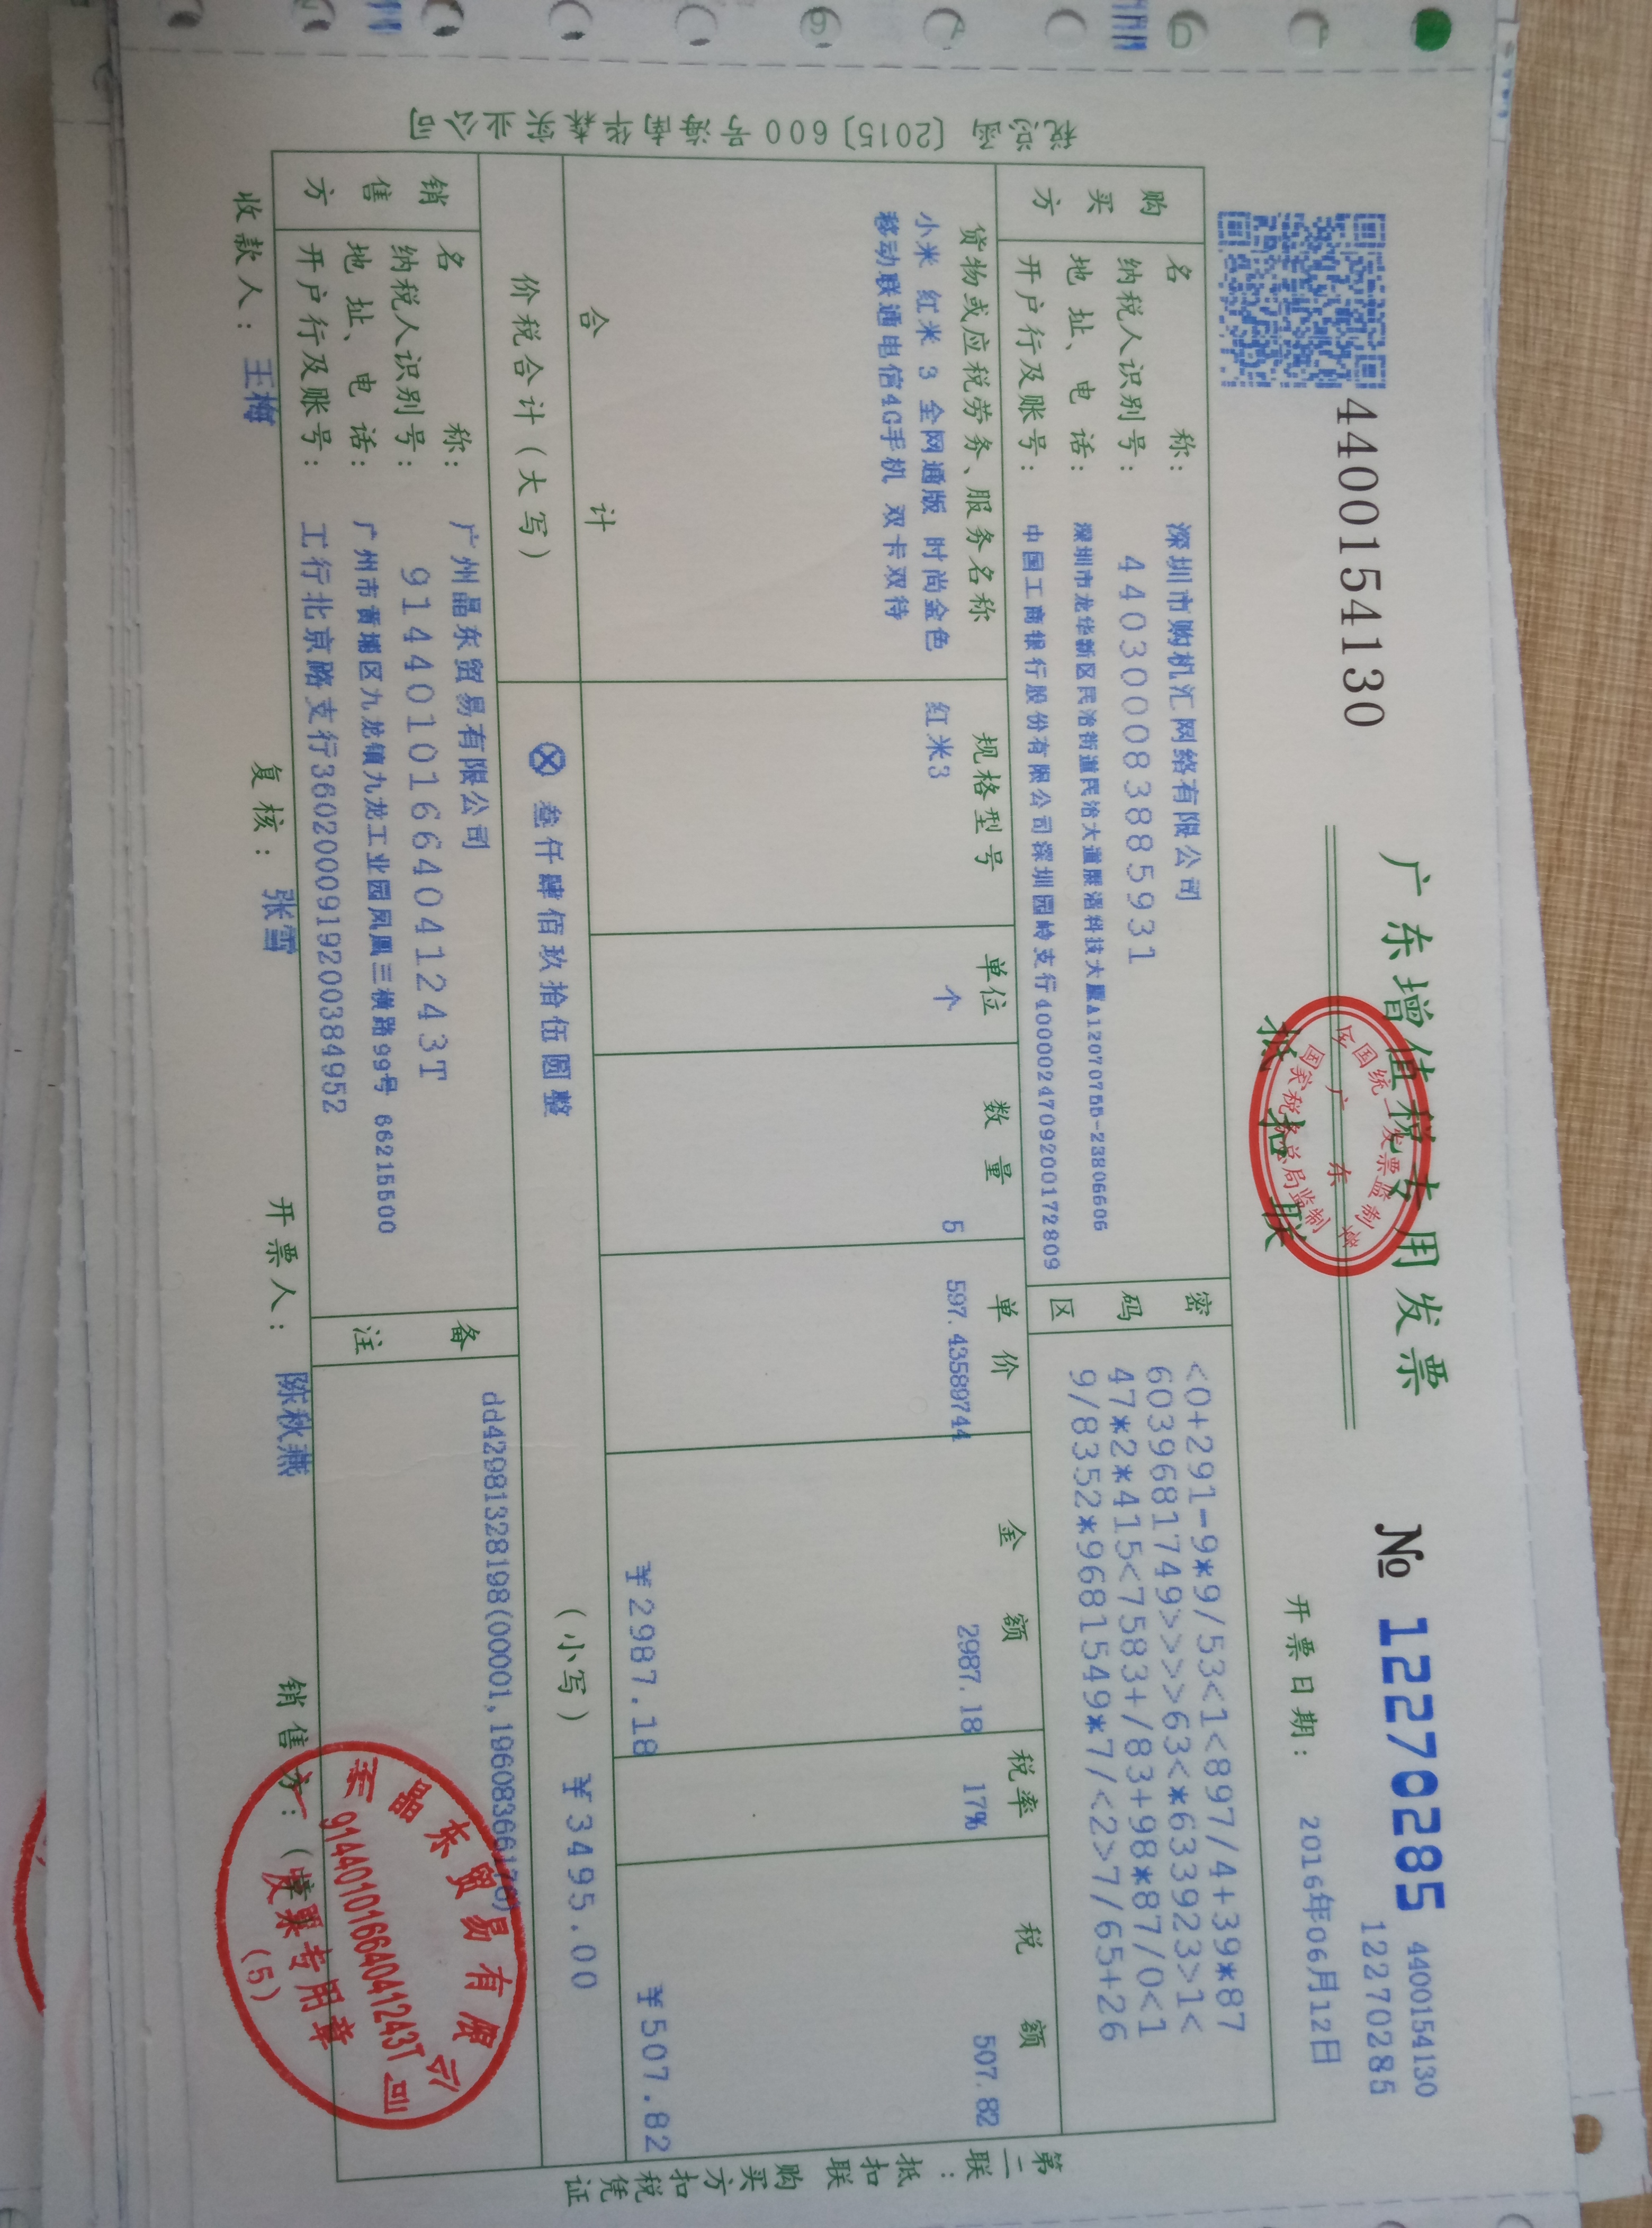 4400154130
广东增值税专用发票
抵扣联
全国统一发票监制章
广东
国家税务总局监制
№ 12270285
4400154130
12270285
开票日期: 2016年06月12日
税总函〔2015〕600号海南华森实业公司
购买方
名 称: 深圳市购机汇网络有限公司
纳税人识别号: 440300083885931
地 址、电 话: 深圳市龙华新区民治街道民治大道展滔科技大厦A12070755-23806606
开户行及账号: 中国工商银行股份有限公司深圳园岭支行4000024709200172809
密码区
<0+291-9*9/53<1<897/4+39*87
6039681749>>>>63<*633923>1<
47*2*415<7583+/83+98*87/0<1
9/8352*9681549*7/<2>7/65+26
货物或应税劳务、服务名称 规格型号 单位 数量 单价 金额 税率 税额
小米 红米 3 全网通版 时尚金色 红米3 个 5 597.43589744 2987.18 17% 507.82
移动联通电信4G手机 双卡双待
合 计 ¥2987.18 ¥507.82
价税合计(大写) ⊗ 叁仟肆佰玖拾伍圆整 (小写) ¥3495.00
销售方
名 称: 广州晶东贸易有限公司
纳税人识别号: 91440101664041243T
地 址、电 话: 广州市黄埔区九龙镇九龙工业园凤凰三横路99号 66215500
开户行及账号: 工行北京路支行3602000919200384952
备注
dd42981328198(00001,19608366178)
收款人: 王梅 复核: 张雪 开票人: 陈秋燕 销售方:(章)
晶东贸易有限公司
91440101664041243T
发票专用章
(5)
第二联:抵扣联 购买方扣税凭证